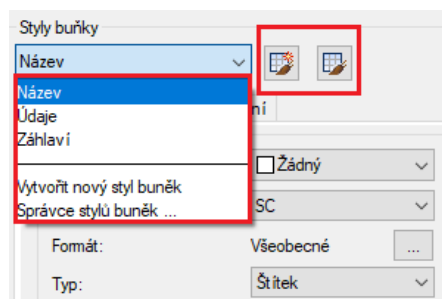 Styly buňky
Název
Název
Údaje
Záhlaví
ní
Vytvořit nový styl buněk
Správce stylů buněk ...
Žádný
SC
Formát: Všeobecné ...
Typ: Štítek